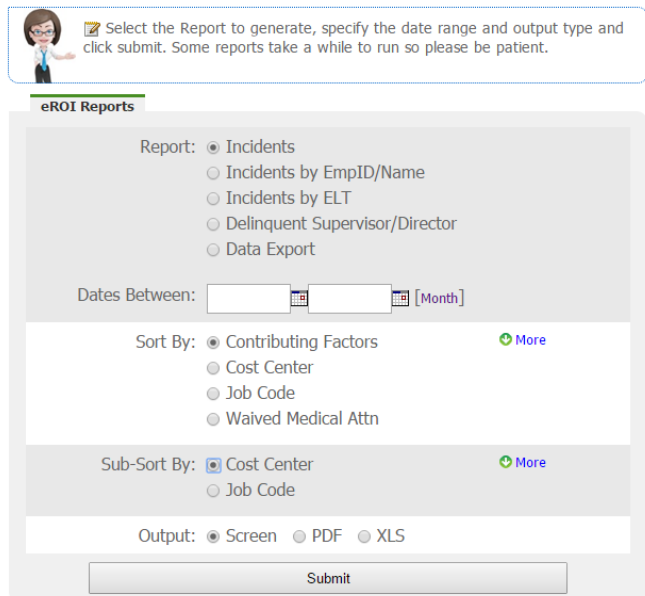 Select the Report to generate, specify the date range and output type and
click submit. Some reports take a while to run so please be patient.
eROI Reports
Report: Incidents
Incidents by EmpID/Name
Incidents by ELT
Delinquent Supervisor/Director
Data Export
Dates Between: [Month]
Sort By: Contributing Factors More
Cost Center
Job Code
Waived Medical Attn
Sub-Sort By: Cost Center More
Job Code
Output: Screen PDF XLS
Submit